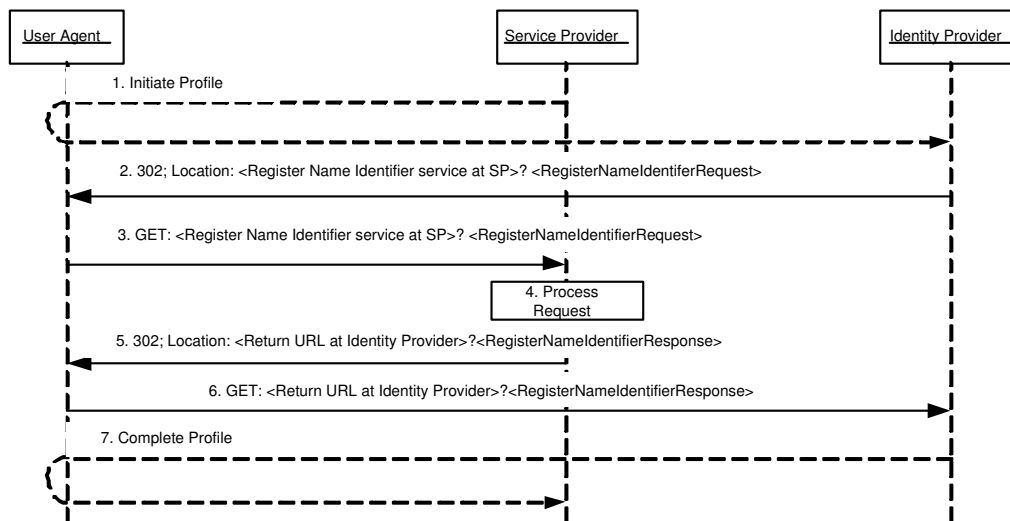 User Agent
Service Provider
Identity Provider
1. Initiate Profile
2. 302; Location: <Register Name Identifier service at SP>? <RegisterNameIdentiferRequest>
3. GET: <Register Name Identifier service at SP>? <RegisterNameIdentifierRequest>
4. Process
Request
5. 302; Location: <Return URL at Identity Provider>?<RegisterNameIdentifierResponse>
6. GET: <Return URL at Identity Provider>?<RegisterNameIdentifierResponse>
7. Complete Profile